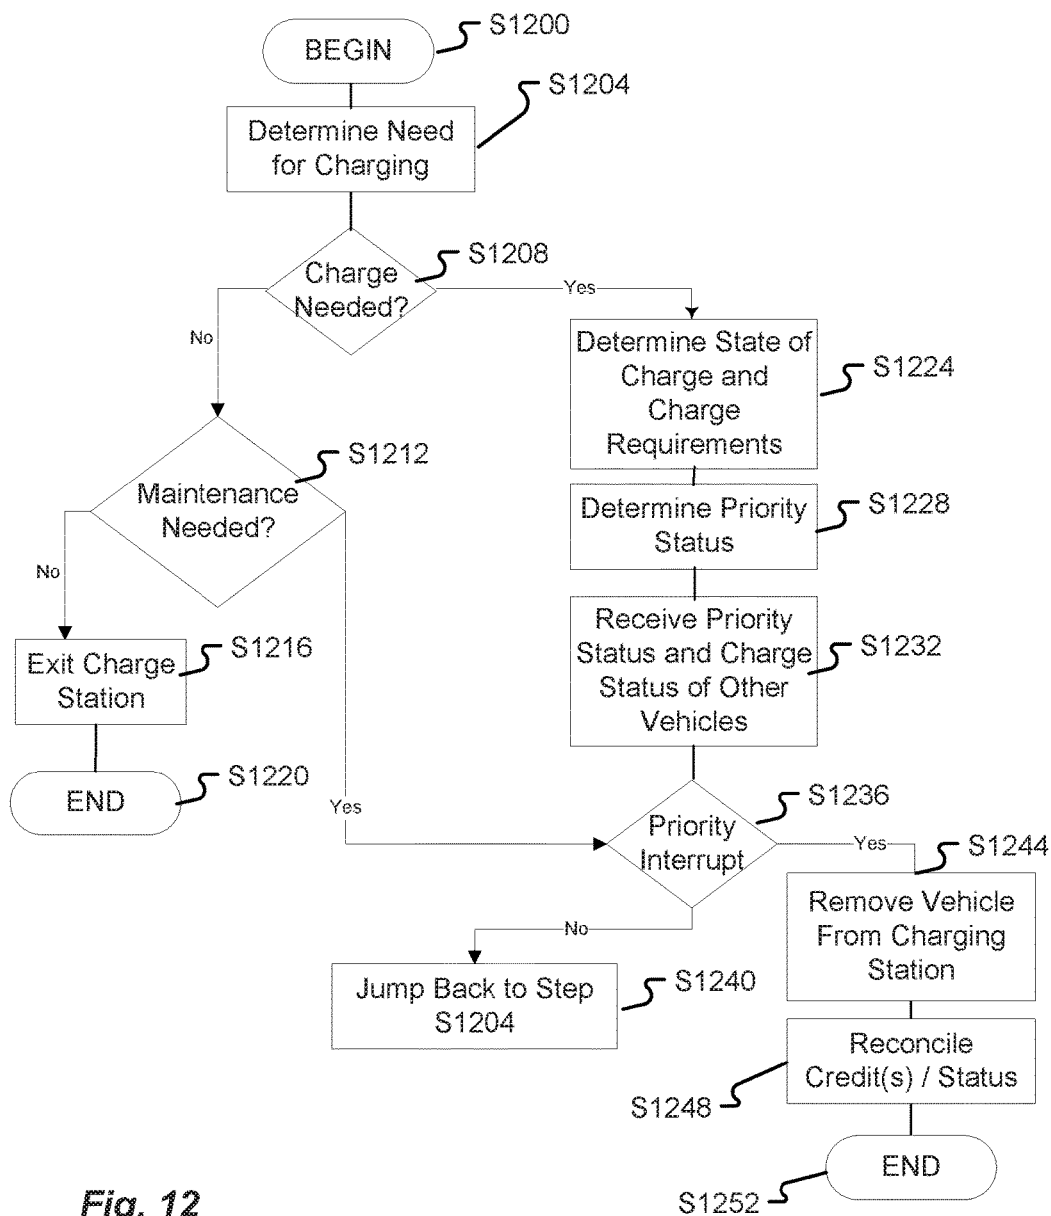 S1200
BEGIN
S1204
Determine Need
for Charging
S1208
Charge
Needed?
Yes
No
Determine State of
Charge and
Charge
Requirements
S1224
S1212
Maintenance
Needed?
Determine Priority
Status
S1228
No
Receive Priority
Status and Charge
Status of Other
Vehicles
S1232
S1216
Exit Charge
Station
S1220
END
Yes
S1236
Priority
Interrupt
Yes
S1244
No
Remove Vehicle
From Charging
Station
Jump Back to Step
S1204
S1240
Reconcile
Credit(s) / Status
S1248
END
S1252
Fig. 12